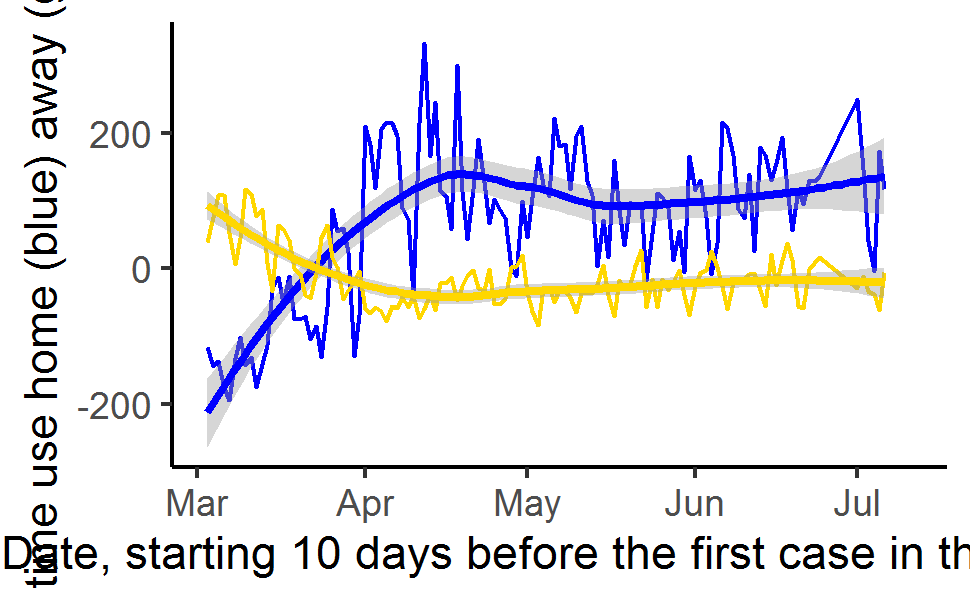 time use home (blue) away (
200
0
-200
Mar Apr May Jun Jul
Date, starting 10 days before the first case in th